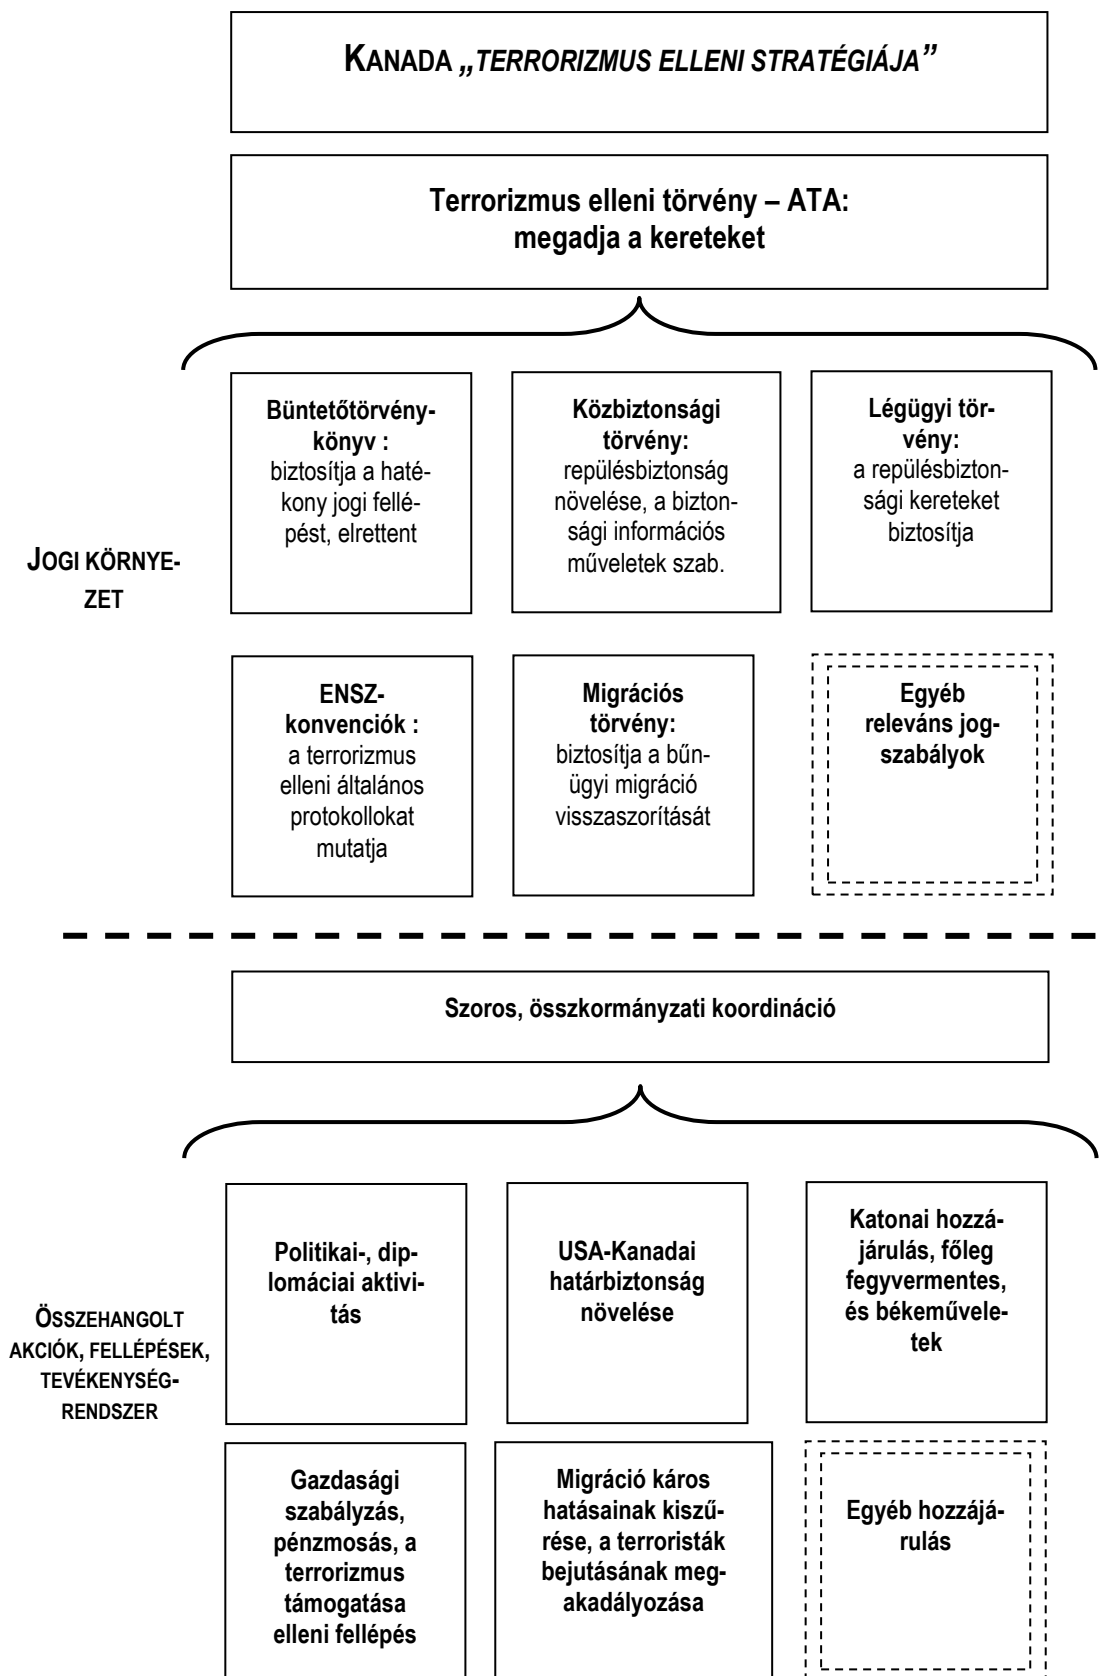 KANADA „TERRORIZMUS ELLENI STRATÉGIÁJA”
Terrorizmus elleni törvény – ATA:
megadja a kereteket
JOGI KÖRNYE-
ZET
Büntetőtörvény-
könyv :
biztosítja a haté-
kony jogi fellé-
pést, elrettent
Közbiztonsági
törvény:
repülésbiztonság
növelése, a bizton-
sági információs
műveletek szab.
Légügyi tör-
vény:
a repülésbizton-
sági kereteket
biztosítja
ENSZ-
konvenciók :
a terrorizmus
elleni általános
protokollokat
mutatja
Migrációs
törvény:
biztosítja a bűn-
ügyi migráció
visszaszorítását
Egyéb
releváns jog-
szabályok
Szoros, összkormányzati koordináció
ÖSSZEHANGOLT
AKCIÓK, FELLÉPÉSEK,
TEVÉKENYSÉG-
RENDSZER
Politikai-, dip-
lomáciai aktivi-
tás
USA-Kanadai
határbiztonság
növelése
Katonai hozzá-
járulás, főleg
fegyvermentes,
és békeművele-
tek
Gazdasági
szabályzás,
pénzmosás, a
terrorizmus
támogatása
elleni fellépés
Migráció káros
hatásainak kiszű-
rése, a terroristák
bejutásának meg-
akadályozása
Egyéb hozzájá-
rulás